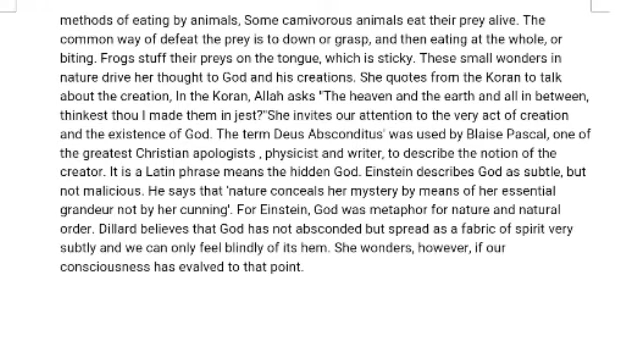 methods of eating by animals, Some camivorous animals eat their prey alive. The
common way of defeat the prey is to down or grasp, and then eating at the whole, or
biting. Frogs stuff their preys on the tongue, which is sticky. These small wonders in
nature drive her thought to God and his creations. She quotes from the Koran to talk
about the creation, In the Koran, Allah asks "The heaven and the earth and all in between,
thinkest thou I made them in jest?"She invites our attention to the very act of creation
and the existence of God. The term Deus Absconditus' was used by Blaise Pascal, one of
the greatest Christian apologists , physicist and writer, to describe the notion of the
creator. It is a Latin phrase means the hidden God. Einstein describes God as subtle, but
not malicious. He says that 'nature conceals her mystery by means of her essential
grandeur not by her cunning'. For Einstein, God was metaphor for nature and natural
order. Dillard believes that God has not absconded but spread as a fabric of spirit very
subtly and we can only feel blindly of its hem. She wonders, however, if our
consciousness has evalved to that point.